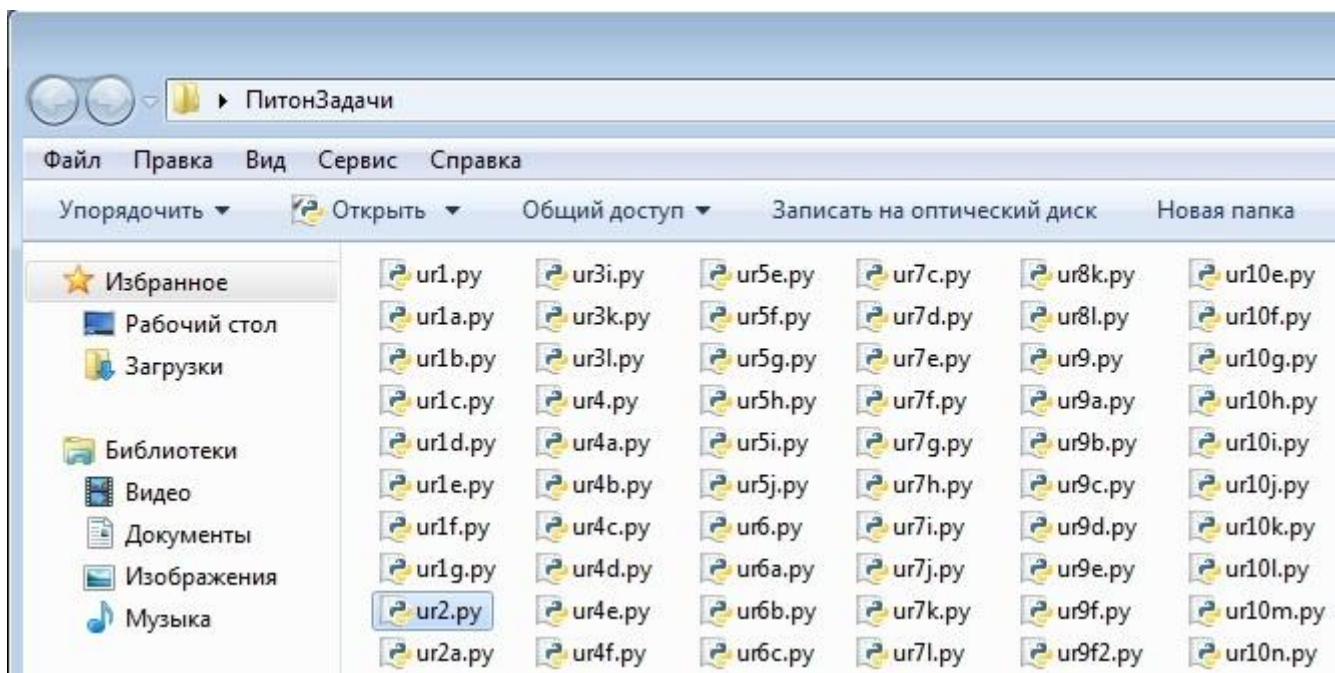 ПитонЗадачи
Файл Правка Вид Сервис Справка
Упорядочить Открыть Общий доступ Записать на оптический диск Новая папка
Избранное
Рабочий стол
Загрузки
Библиотеки
Видео
Документы
Изображения
Музыка
ur1.py ur3i.py ur5e.py ur7c.py ur8k.py ur10e.py
ur1a.py ur3k.py ur5f.py ur7d.py ur8l.py ur10f.py
ur1b.py ur3l.py ur5g.py ur7e.py ur9.py ur10g.py
ur1c.py ur4.py ur5h.py ur7f.py ur9a.py ur10h.py
ur1d.py ur4a.py ur5i.py ur7g.py ur9b.py ur10i.py
ur1e.py ur4b.py ur5j.py ur7h.py ur9c.py ur10j.py
ur1f.py ur4c.py ur6.py ur7i.py ur9d.py ur10k.py
ur1g.py ur4d.py ur6a.py ur7j.py ur9e.py ur10l.py
ur2.py ur4e.py ur6b.py ur7k.py ur9f.py ur10m.py
ur2a.py ur4f.py ur6c.py ur7l.py ur9f2.py ur10n.py